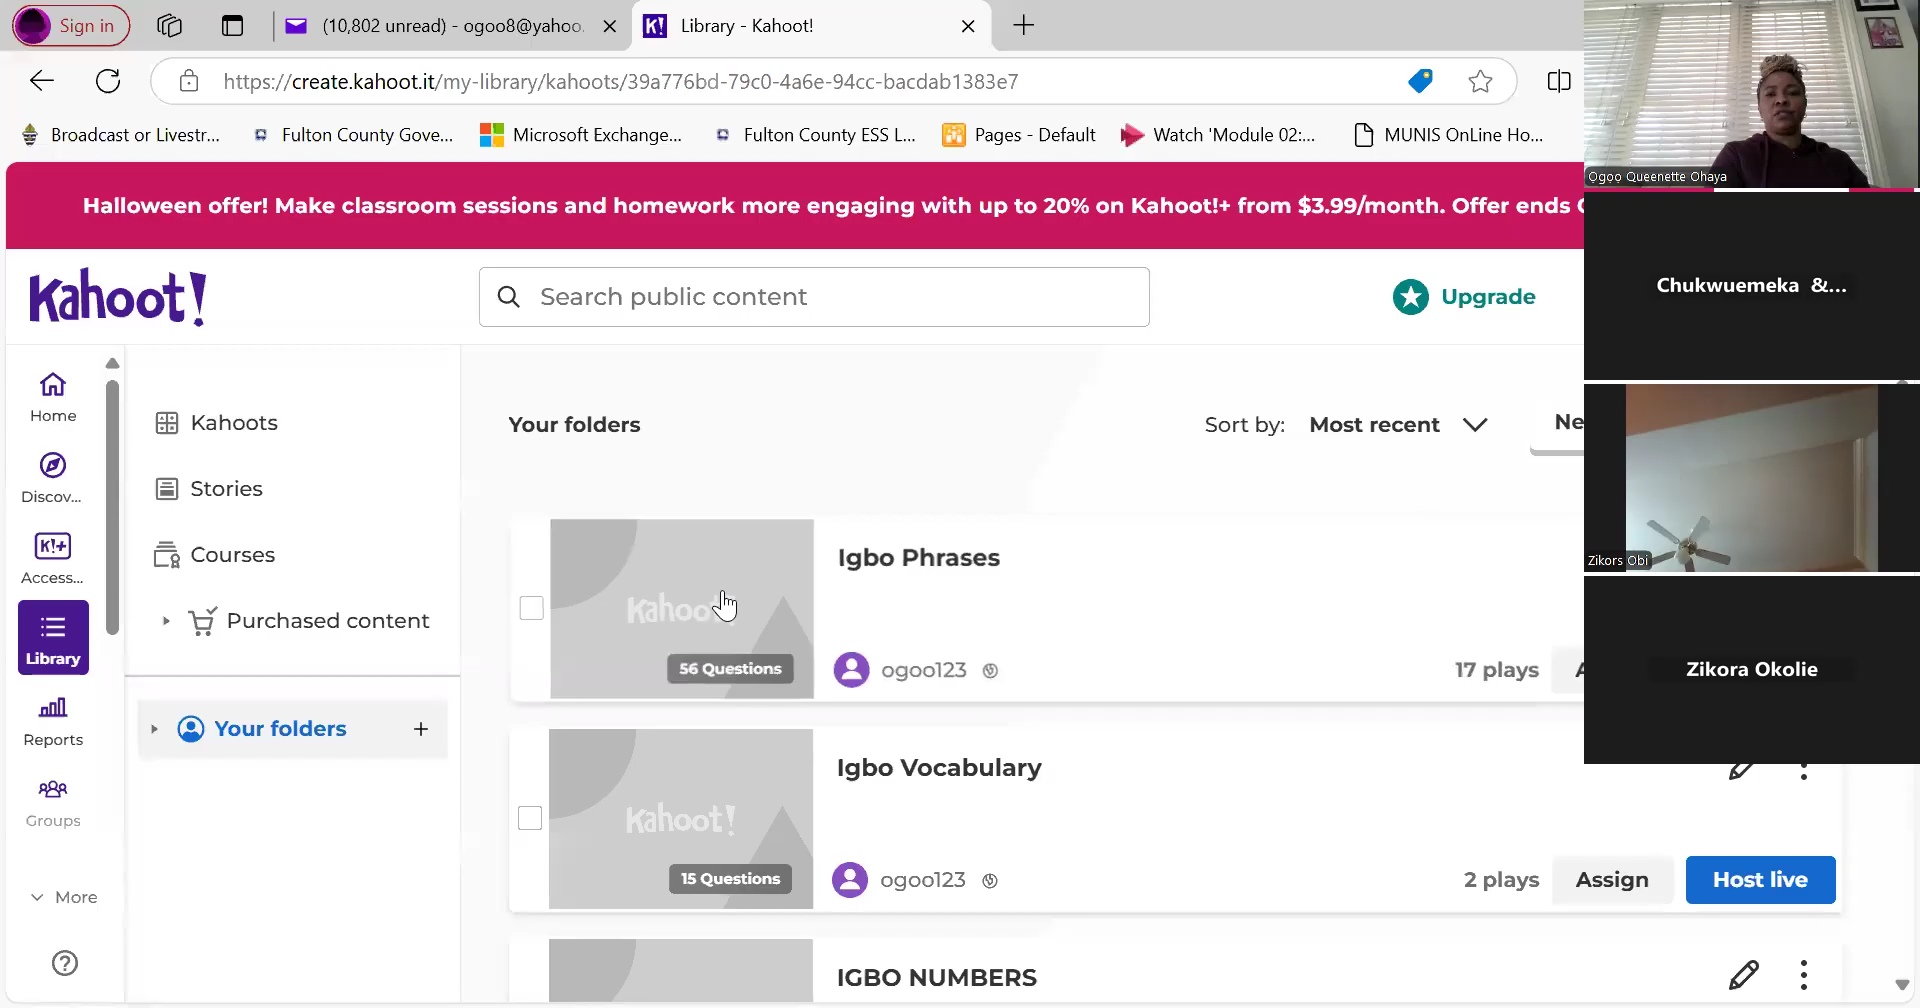 Sign in
(10,802 unread) - ogoo8@yahoo.
Library - Kahoot!
https://create.kahoot.it/my-library/kahoots/39a776bd-79c0-4a6e-94cc-bacdab1383e7
Broadcast or Livestr...
Fulton County Gove...
Microsoft Exchange...
Fulton County ESS L...
Pages - Default
Watch 'Module 02:...
MUNIS OnLine Ho...
Ogoo Queenette Ohaya
Halloween offer! Make classroom sessions and homework more engaging with up to 20% on Kahoot!+ from $3.99/month. Offer ends
Kahoot!
Search public content
Upgrade
Chukwuemeka &...
Home
Discov...
K!+
Access...
Library
Reports
Groups
More
Kahoots
Stories
Courses
Purchased content
Your folders
Your folders
Sort by: Most recent
Ne
Igbo Phrases
Kahoot!
56 Questions
ogoo123
17 plays
Zikors Obi
Zikora Okolie
Igbo Vocabulary
Kahoot!
15 Questions
ogoo123
2 plays
Assign
Host live
IGBO NUMBERS